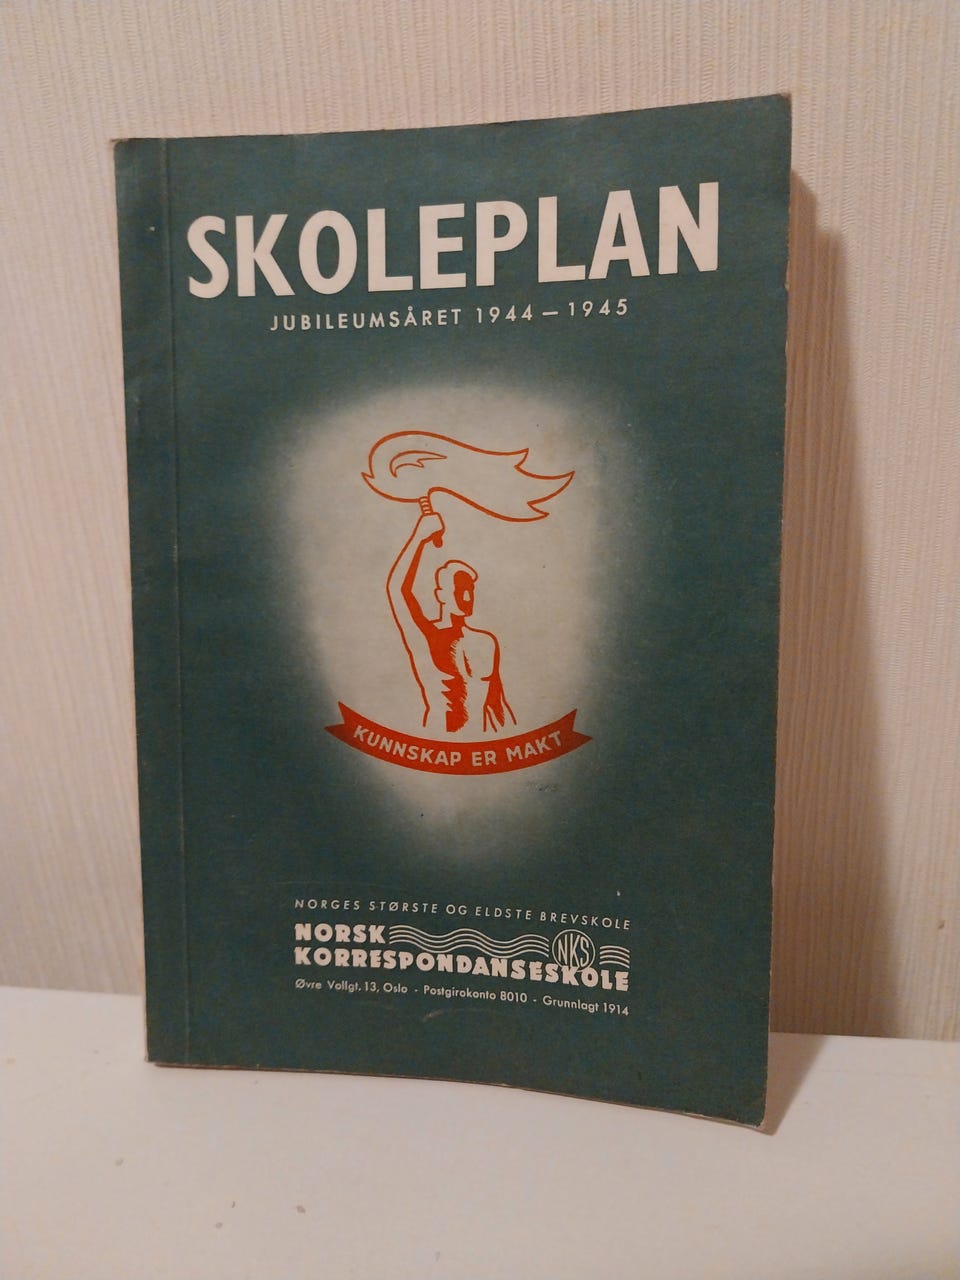 SKOLEPLAN
JUBILEUMSÅRET 1944 — 1945
KUNNSKAP ER MAKT
NORGES STØRSTE OG ELDSTE BREVSKOLE
NORSK
NKS
KORRESPONDANSESKOLE
Øvre Vollgt. 13, Oslo - Postgirokonto 8010 - Grunnlagt 1914